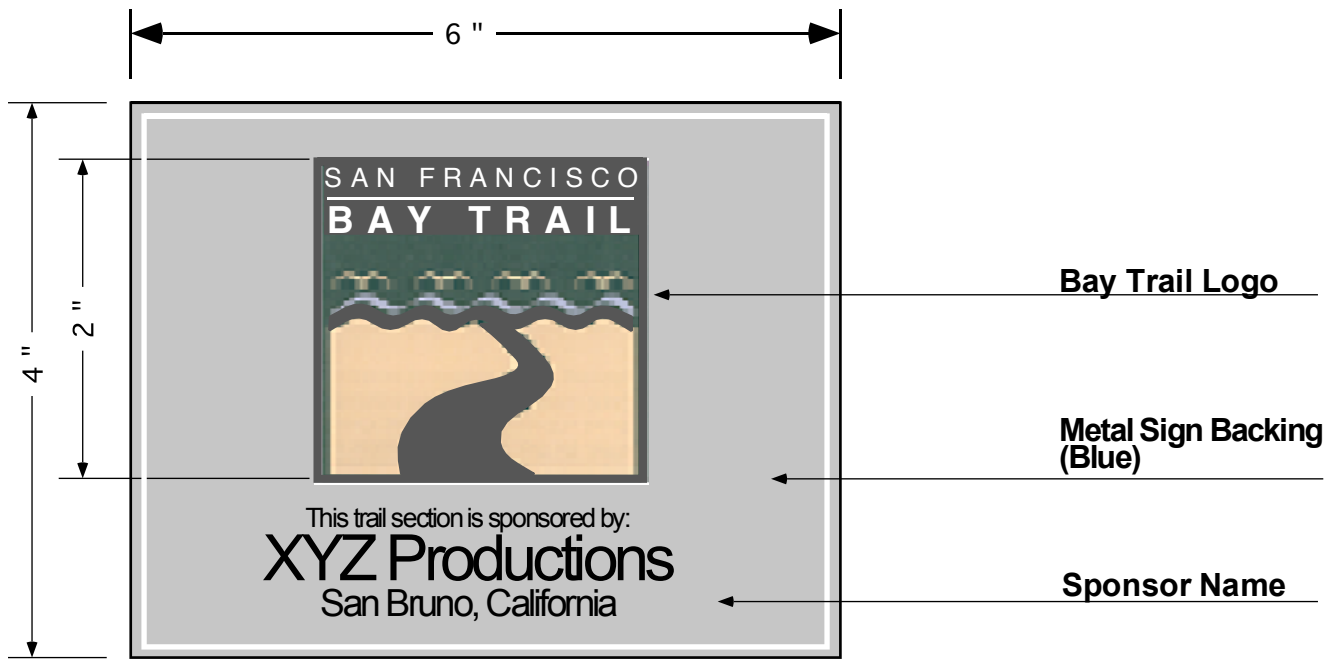 6 "
SAN FRANCISCO
BAY TRAIL
2 "
4 "
Bay Trail Logo
Metal Sign Backing
(Blue)
This trail section is sponsored by:
XYZ Productions
San Bruno, California
Sponsor Name